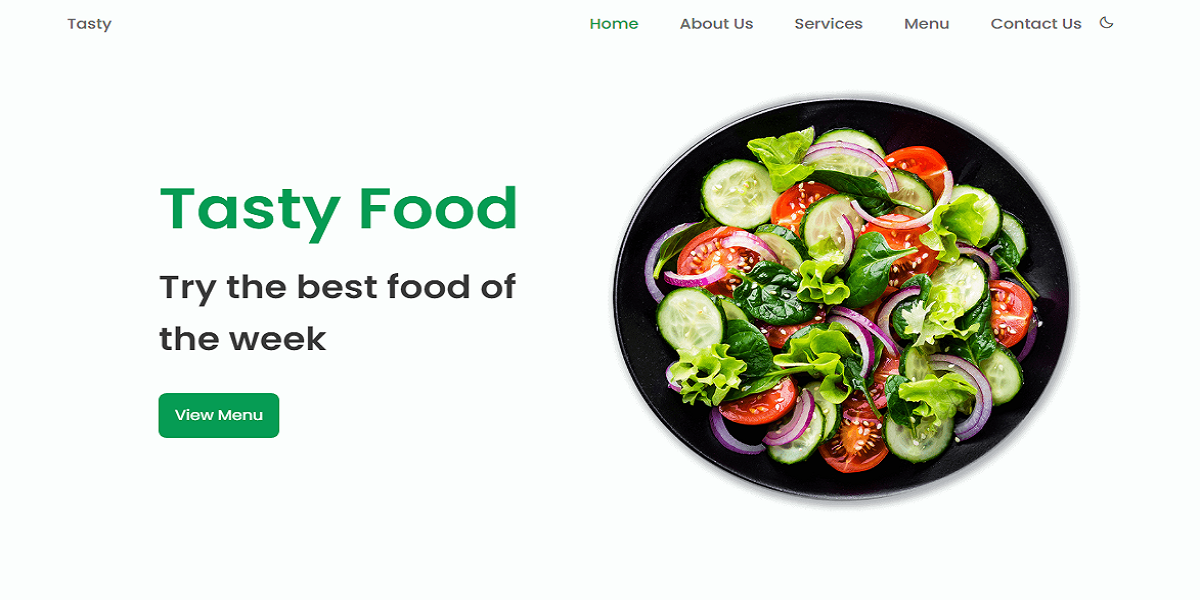 Tasty
Home About Us Services Menu Contact Us
Tasty Food
Try the best food of
the week
View Menu